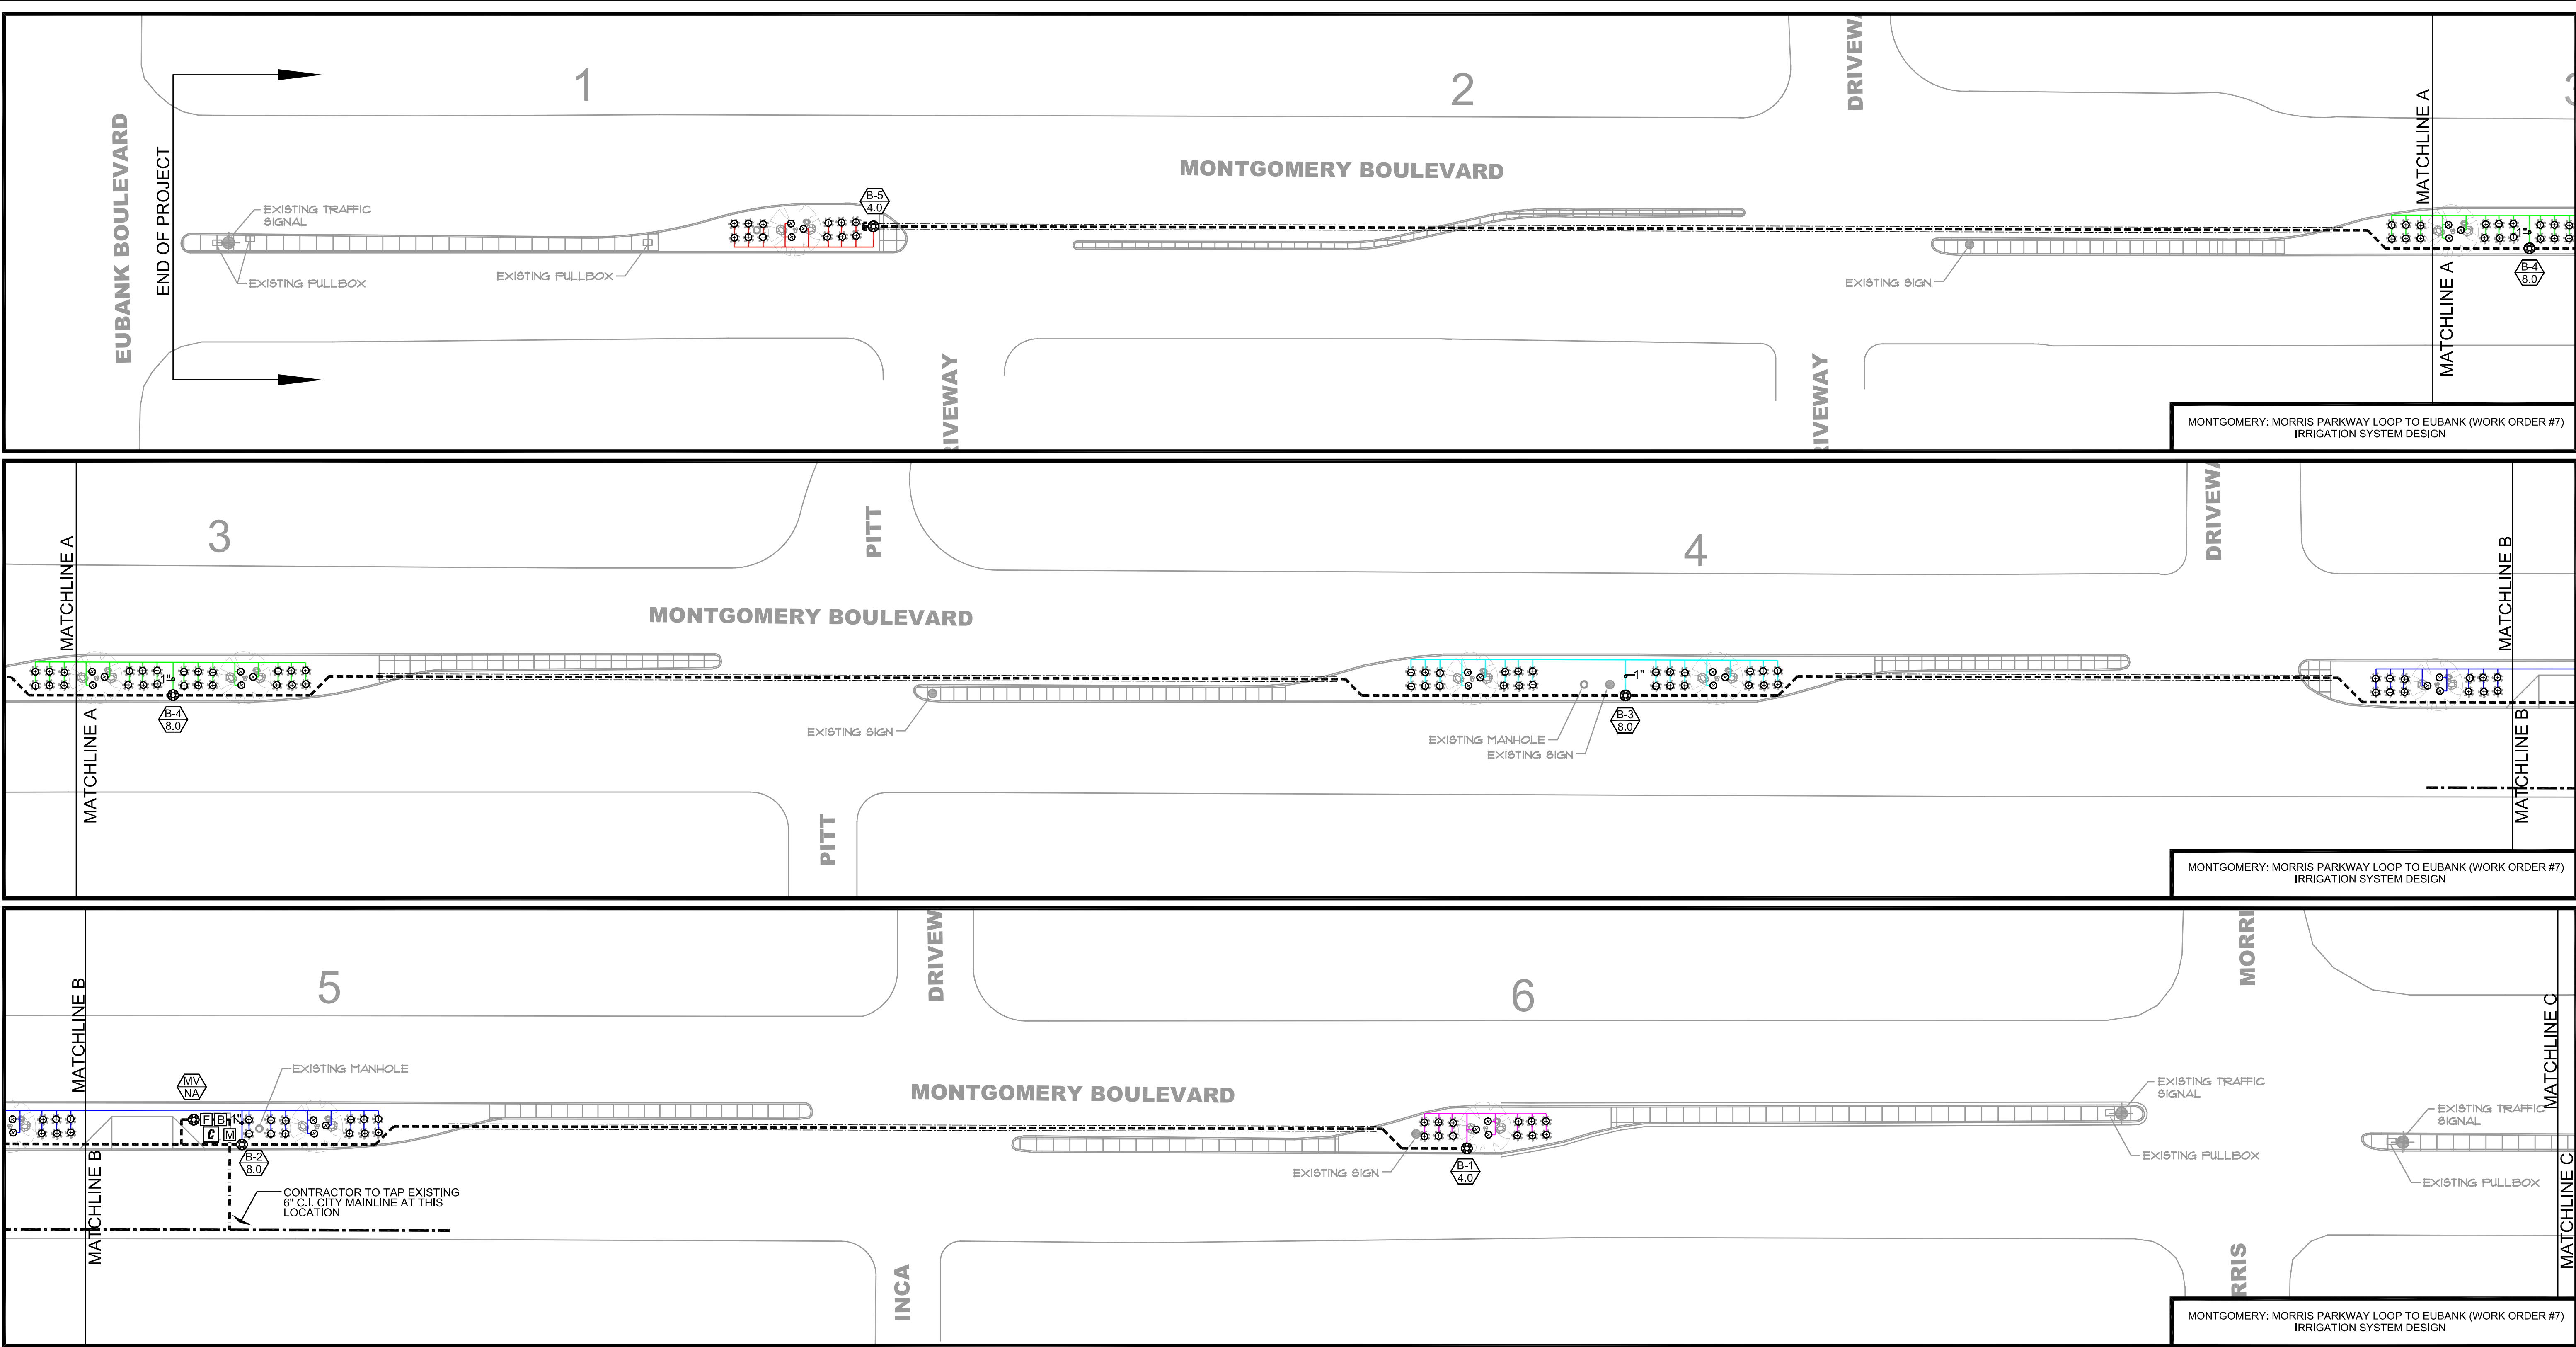 1
2
3
DRIVEWAY
EUBANK BOULEVARD
END OF PROJECT
MATCHLINE A
MONTGOMERY BOULEVARD
B-5
4.0
EXISTING TRAFFIC
SIGNAL
EXISTING PULLBOX
EXISTING PULLBOX
EXISTING SIGN
1"
B-4
8.0
MATCHLINE A
RIVEWAY
RIVEWAY
MONTGOMERY: MORRIS PARKWAY LOOP TO EUBANK (WORK ORDER #7)
IRRIGATION SYSTEM DESIGN
3
PITT
4
DRIVEWA
MATCHLINE A
MATCHLINE B
MONTGOMERY BOULEVARD
1"
1"
B-4
8.0
B-3
8.0
EXISTING SIGN
EXISTING MANHOLE
EXISTING SIGN
MATCHLINE A
MATCHLINE B
PITT
MONTGOMERY: MORRIS PARKWAY LOOP TO EUBANK (WORK ORDER #7)
IRRIGATION SYSTEM DESIGN
DRIVEW
MORRI
5
6
MATCHLINE B
MATCHLINE C
MV
NA
EXISTING MANHOLE
MONTGOMERY BOULEVARD
EXISTING TRAFFIC
SIGNAL
EXISTING TRAFFIC
SIGNAL
F B 1"
C M
B-2
8.0
EXISTING SIGN
B-1
4.0
EXISTING PULLBOX
EXISTING PULLBOX
CONTRACTOR TO TAP EXISTING
6" C.I. CITY MAINLINE AT THIS
LOCATION
MATCHLINE B
MATCHLINE C
INCA
RRIS
MONTGOMERY: MORRIS PARKWAY LOOP TO EUBANK (WORK ORDER #7)
IRRIGATION SYSTEM DESIGN